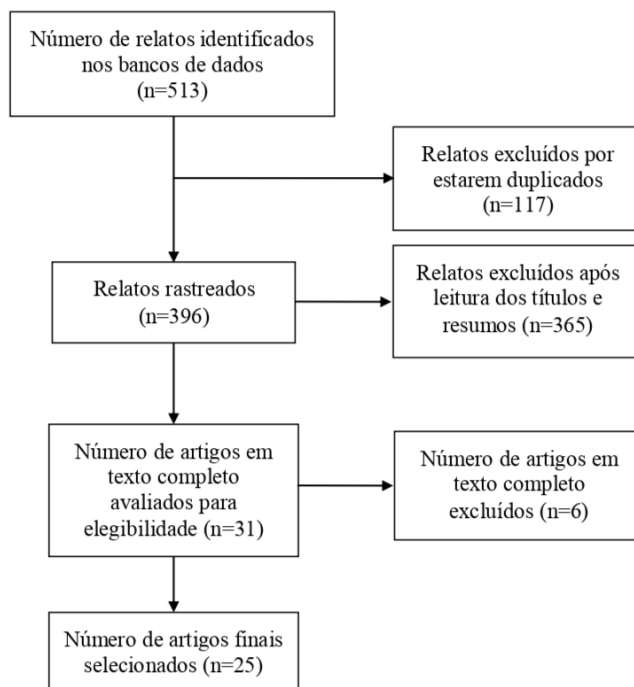 Número de relatos identificados
nos bancos de dados
(n=513)
Relatos excluídos por
estarem duplicados
(n=117)
Relatos rastreados
(n=396)
Relatos excluídos após
leitura dos títulos e
resumos (n=365)
Número de artigos em
texto completo
avaliados para
elegibilidade (n=31)
Número de artigos em
texto completo
excluídos (n=6)
Número de artigos finais
selecionados (n=25)